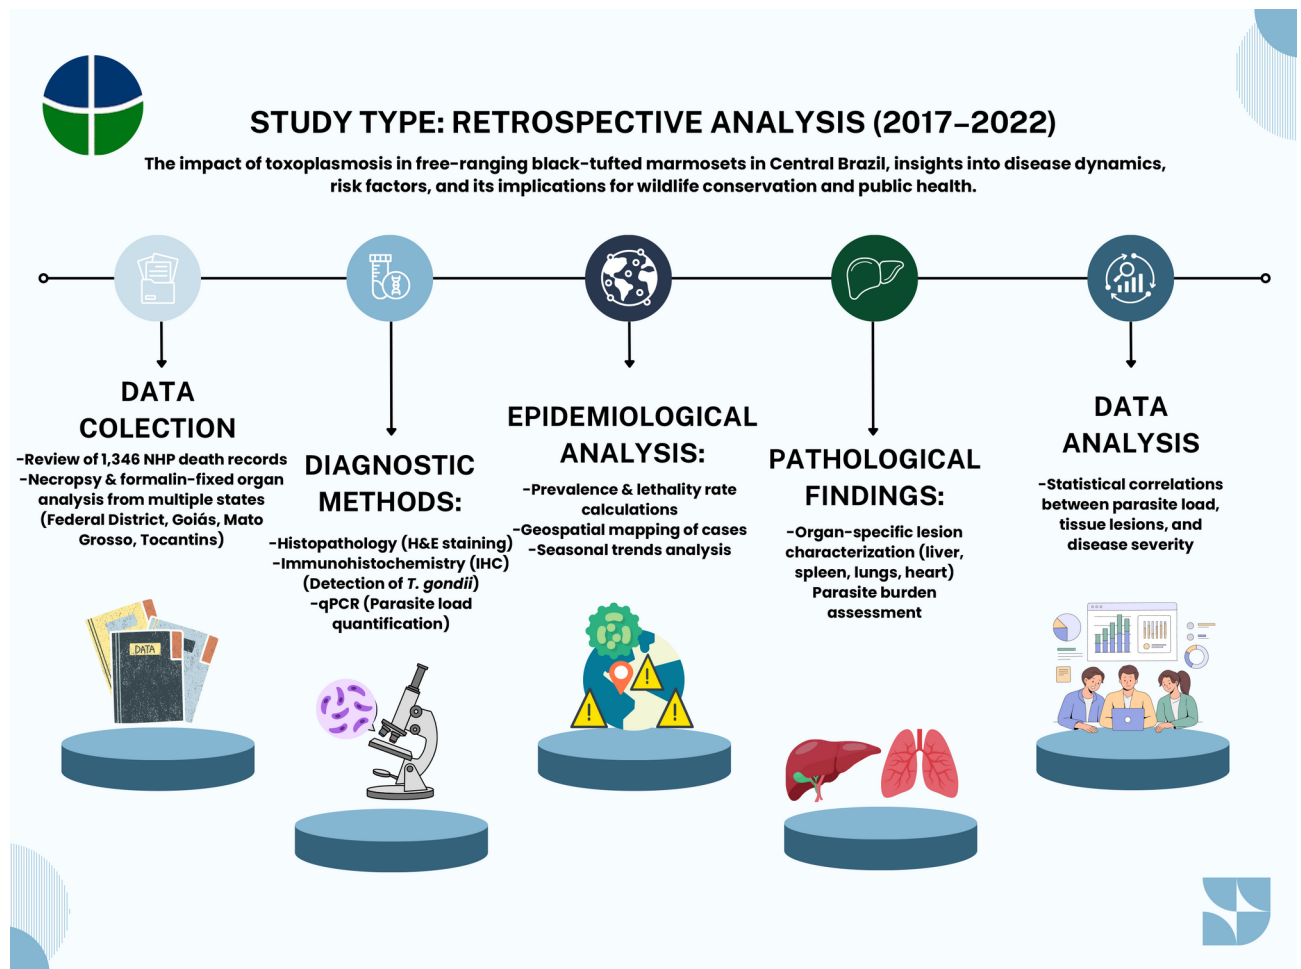 STUDY TYPE: RETROSPECTIVE ANALYSIS (2017–2022)
The impact of toxoplasmosis in free-ranging black-tufted marmosets in Central Brazil, insights into disease dynamics,
risk factors, and its implications for wildlife conservation and public health.
DATA
COLECTION
-Review of 1,346 NHP death records
-Necropsy & formalin-fixed organ
analysis from multiple states
(Federal District, Goiás, Mato
Grosso, Tocantins)
DATA
DIAGNOSTIC
METHODS:
-Histopathology (H&E staining)
-Immunohistochemistry (IHC)
(Detection of T. gondii)
-qPCR (Parasite load
quantification)
EPIDEMIOLOGICAL
ANALYSIS:
-Prevalence & lethality rate
calculations
-Geospatial mapping of cases
-Seasonal trends analysis
PATHOLOGICAL
FINDINGS:
-Organ-specific lesion
characterization (liver,
spleen, lungs, heart)
Parasite burden
assessment
DATA
ANALYSIS
-Statistical correlations
between parasite load,
tissue lesions, and
disease severity